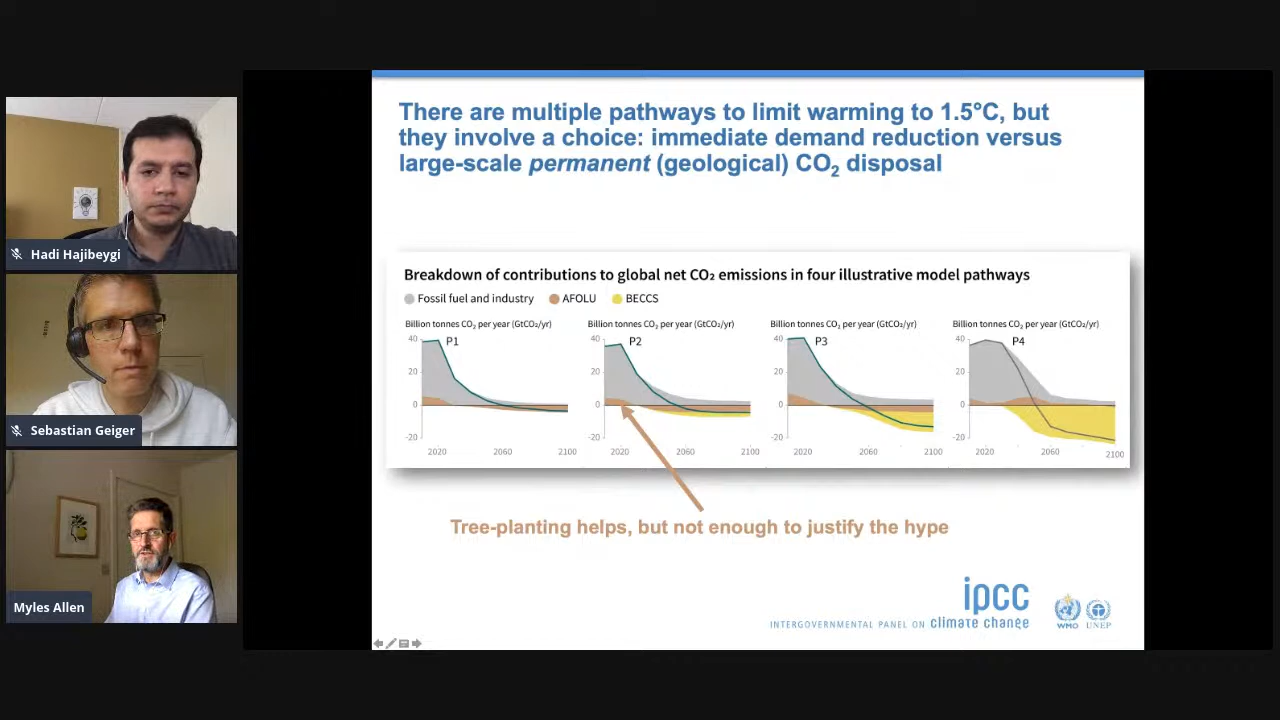 There are multiple pathways to limit warming to 1.5°C, but
they involve a choice: immediate demand reduction versus
large-scale permanent (geological) CO₂ disposal
Breakdown of contributions to global net CO₂ emissions in four illustrative model pathways
Fossil fuel and industry AFOLU BECCS
Billion tonnes CO₂ per year (GtCO₂/yr) Billion tonnes CO₂ per year (GtCO₂/yr) Billion tonnes CO₂ per year (GtCO₂/yr) Billion tonnes CO₂ per year (GtCO₂/yr)
40 P1 40 P2 40 P3 40 P4
20 20 20 20
0 0 0 0
-20 -20 -20 -20
2020 2060 2100 2020 2060 2100 2020 2060 2100 2020 2060 2100
Tree-planting helps, but not enough to justify the hype
ipcc
INTERGOVERNMENTAL PANEL ON climate change
WMO UNEP
Hadi Hajibeygi
Sebastian Geiger
Myles Allen